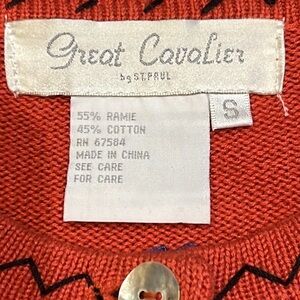 Great Cavalier
by ST. PAUL
S
55% RAMIE
45% COTTON
RN 67584
MADE IN CHINA
SEE CARE
FOR CARE